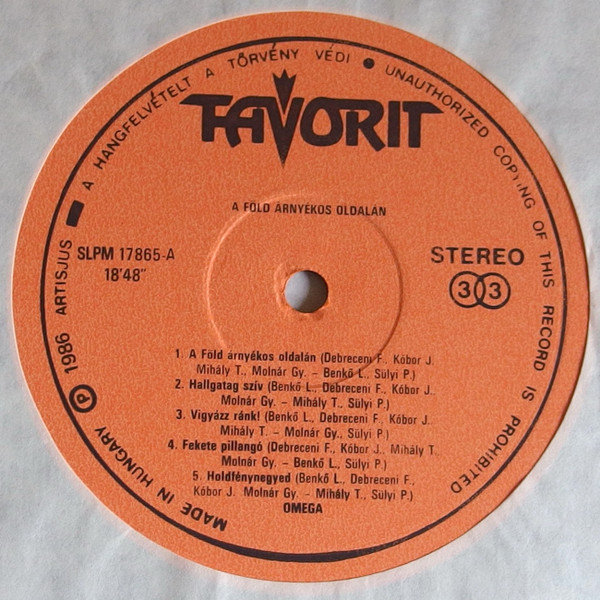 A HANGFELVÉTELT A TÖRVÉNY VÉDI ● UNAUTHORIZED COPYING OF THIS RECORD IS PROHIBITED
FAVORIT
A FÖLD ÁRNYÉKOS OLDALÁN
SLPM 17865-A
18'48"
STEREO
33
1. A Föld árnyékos oldalán (Debreceni F., Kóbor J.
Mihály T., Molnár Gy. – Benkő L., Sülyi P.)
2. Hallgatag szív (Benkő L., Debreceni F., Kóbor J.
Molnár Gy. – Mihály T., Sülyi P.)
3. Vigyázz ránk! (Benkő L., Debreceni F., Kóbor J.,
Mihály T. – Molnár Gy., Sülyi P.)
4. Fekete pillangó (Debreceni F., Kóbor J., Mihály T.
Molnár Gy. – Benkő L., Sülyi P.)
5. Holdfénynegyed (Benkő L., Debreceni F.,
Kóbor J. Molnár Gy. – Mihály T., Sülyi P.)
OMEGA
MADE IN HUNGARY Ⓟ 1986 ARTISJUS